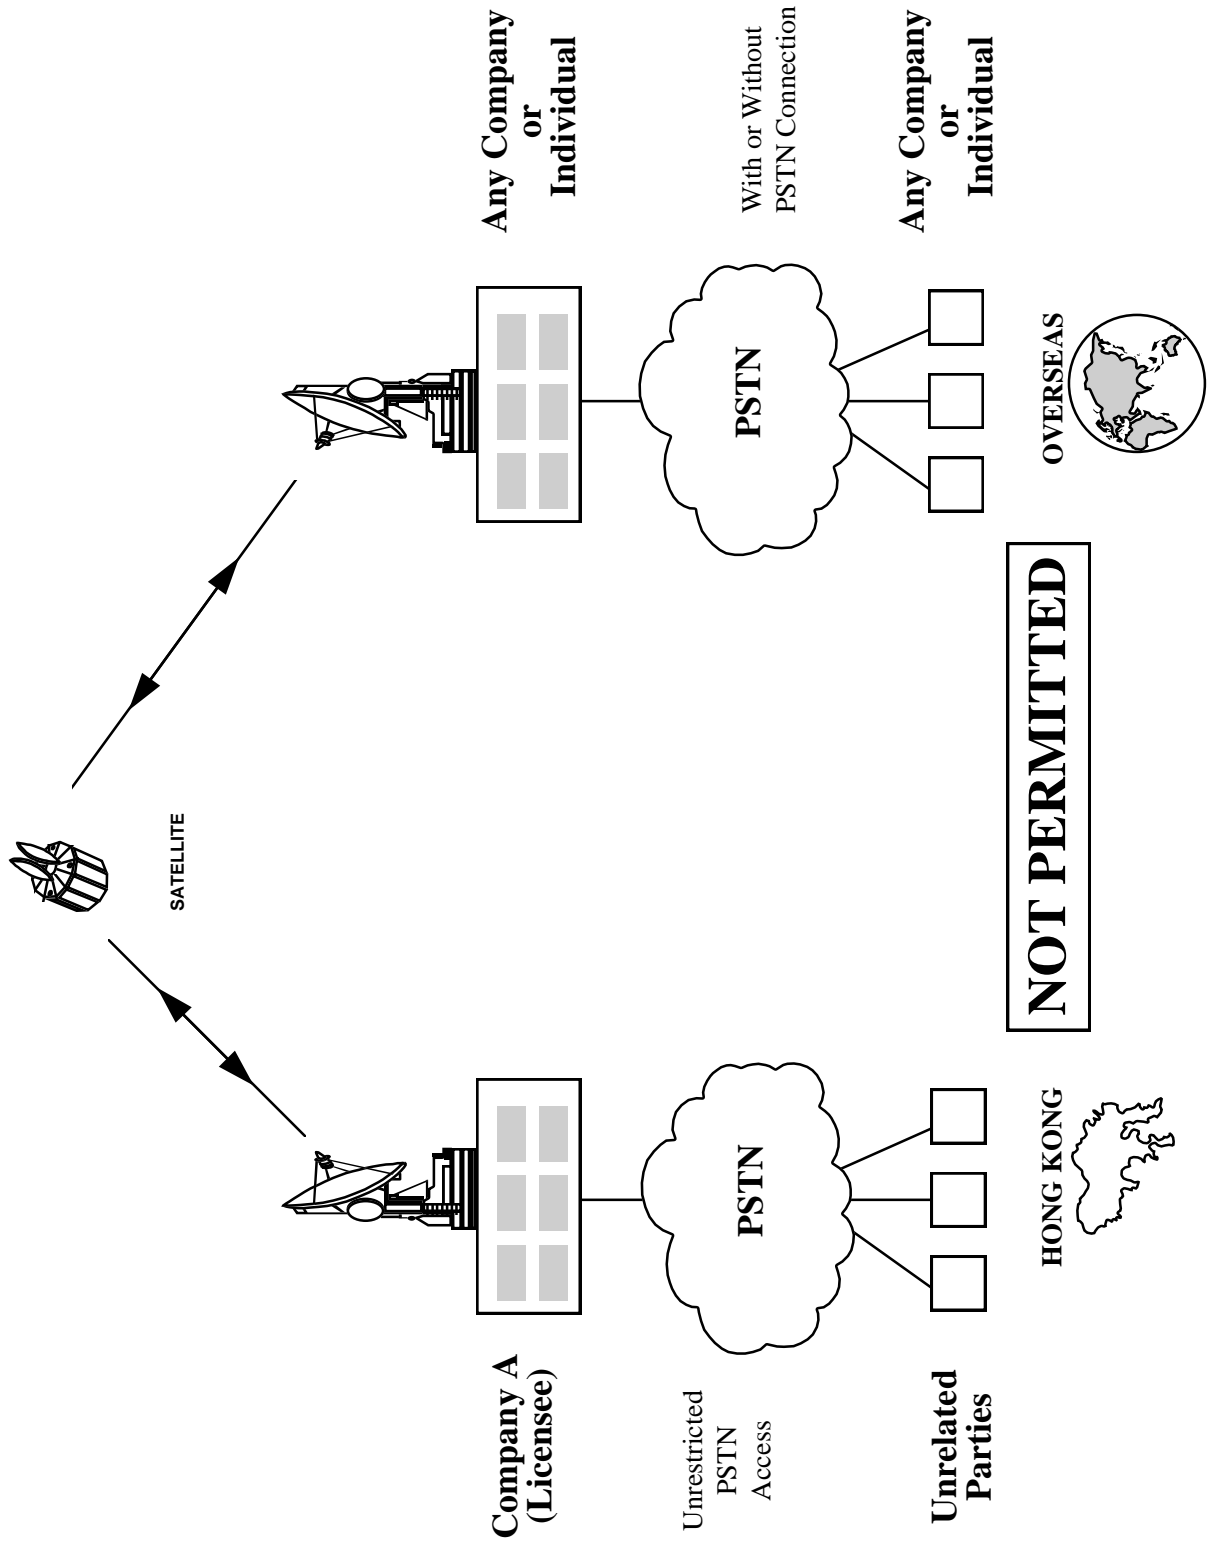 SATELLITE
Company A
(Licensee)
Any Company
or
Individual
Unrestricted
PSTN
Access
PSTN
PSTN
With or Without
PSTN Connection
Unrelated
Parties
Any Company
or
Individual
HONG KONG
NOT PERMITTED
OVERSEAS